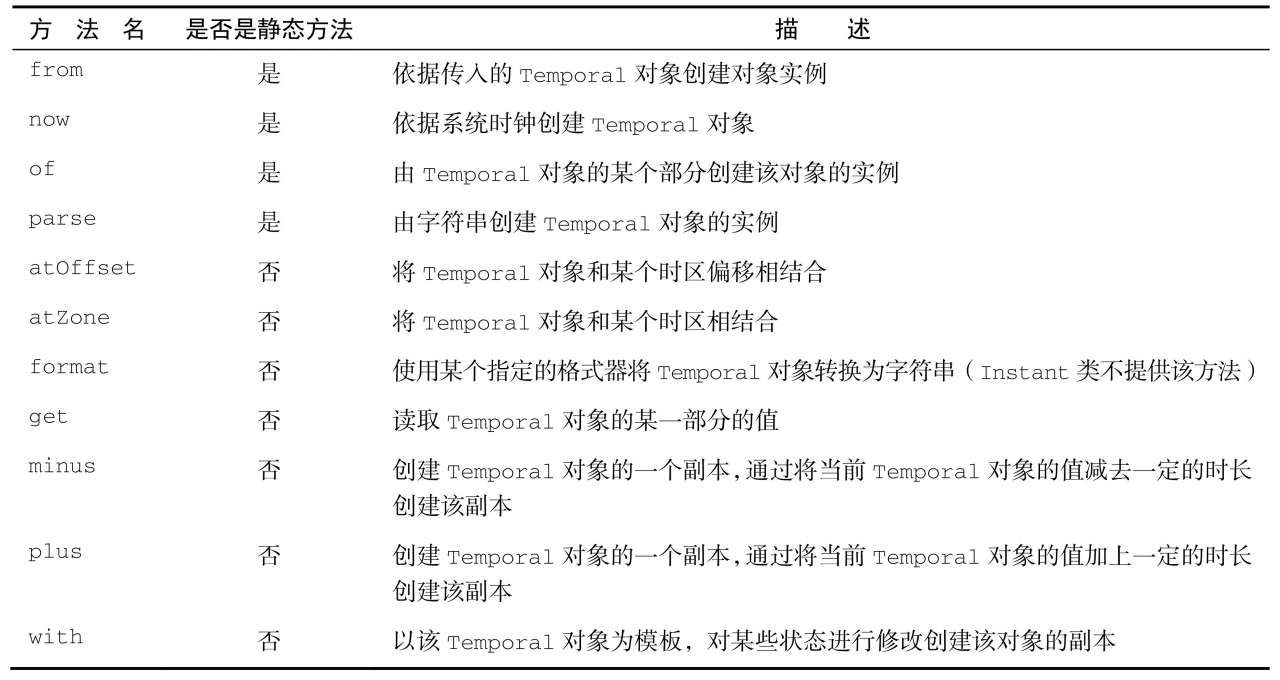 方 法 名 是否是静态方法 描 述
from 是 依据传入的 Temporal 对象创建对象实例
now 是 依据系统时钟创建 Temporal 对象
of 是 由 Temporal 对象的某个部分创建该对象的实例
parse 是 由字符串创建 Temporal 对象的实例
atOffset 否 将 Temporal 对象和某个时区偏移相结合
atZone 否 将 Temporal 对象和某个时区相结合
format 否 使用某个指定的格式器将 Temporal 对象转换为字符串（Instant 类不提供该方法）
get 否 读取 Temporal 对象的某一部分的值
minus 否 创建 Temporal 对象的一个副本，通过将当前 Temporal 对象的值减去一定的时长
创建该副本
plus 否 创建 Temporal 对象的一个副本，通过将当前 Temporal 对象的值加上一定的时长
创建该副本
with 否 以该 Temporal 对象为模板，对某些状态进行修改创建该对象的副本